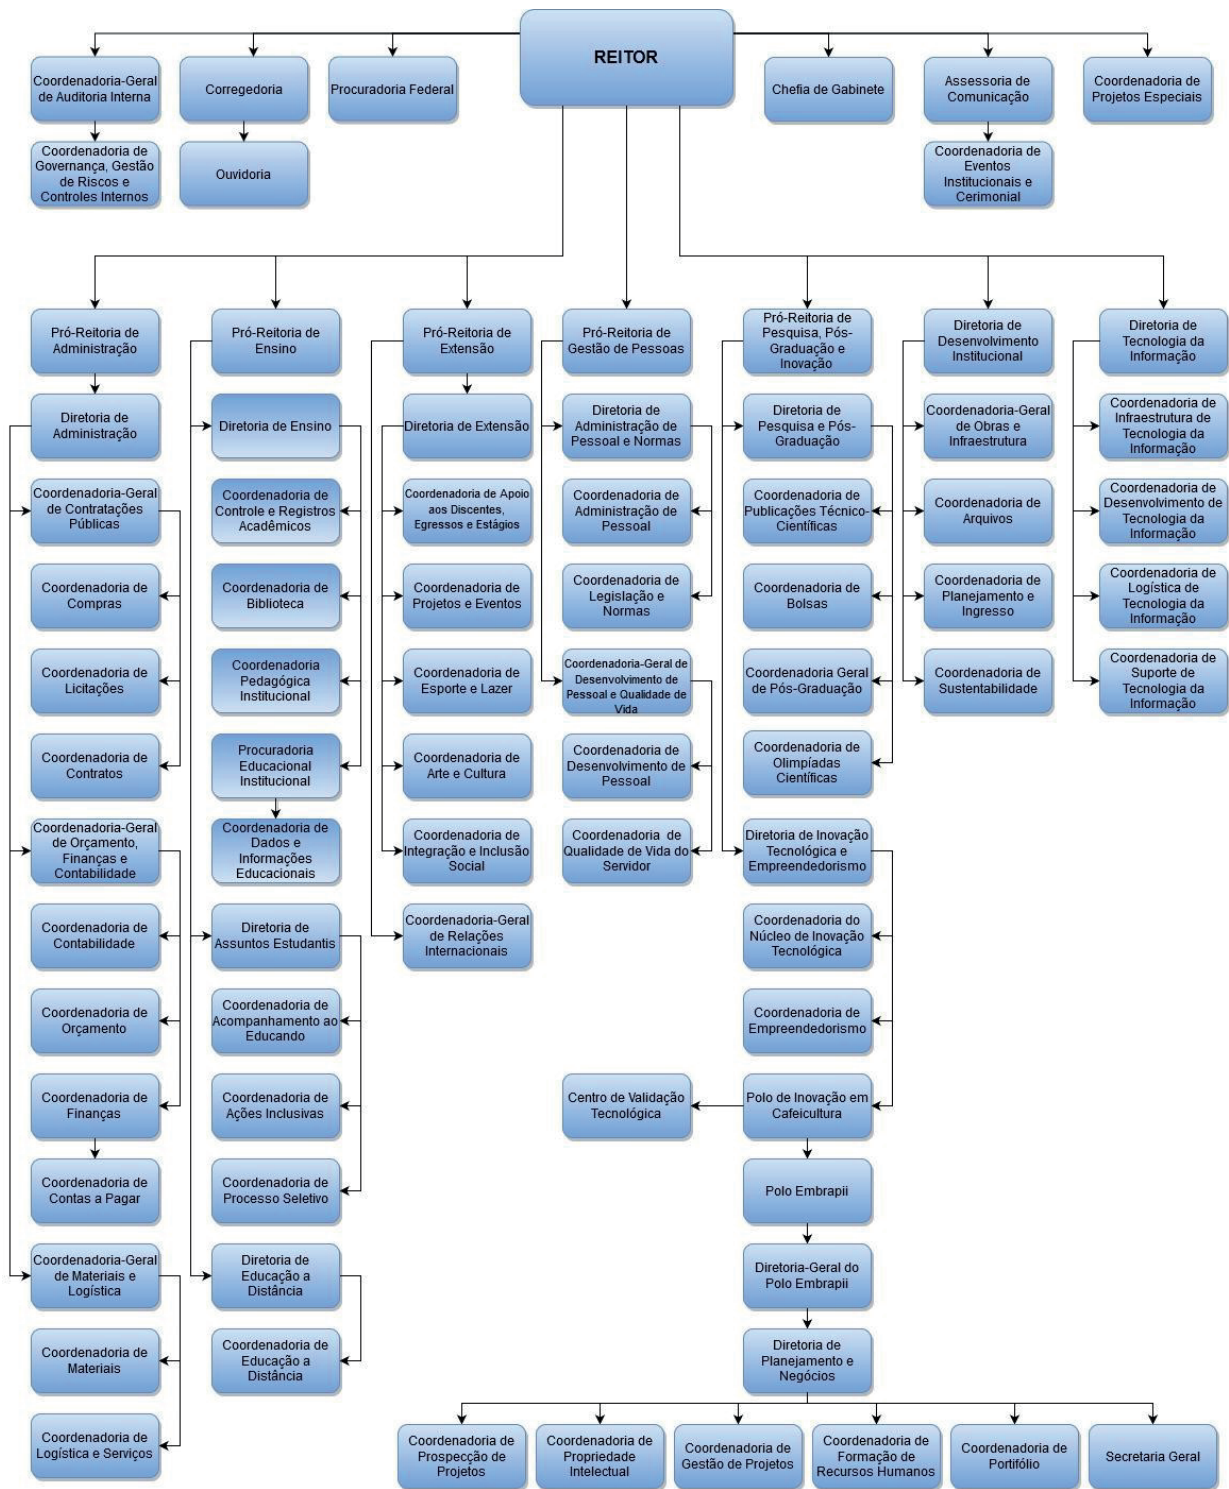 REITOR
Coordenadoria-Geral
de Auditoria Interna
Corregedoria
Procuradoria Federal
Chefia de Gabinete
Assessoria de
Comunicação
Coordenadoria de
Projetos Especiais
Coordenadoria de
Governança, Gestão
de Riscos e
Controles Internos
Ouvidoria
Coordenadoria de
Eventos
Institucionais e
Cerimonial
Pró-Reitoria de
Administração
Pró-Reitoria de
Ensino
Pró-Reitoria de
Extensão
Pró-Reitoria de
Gestão de Pessoas
Pró-Reitoria de
Pesquisa, Pós-
Graduação e
Inovação
Diretoria de
Desenvolvimento
Institucional
Diretoria de
Tecnologia da
Informação
Diretoria de
Administração
Diretoria de Ensino
Diretoria de Extensão
Diretoria de
Administração de
Pessoal e Normas
Diretoria de
Pesquisa e Pós-
Graduação
Coordenadoria-Geral
de Obras e
Infraestrutura
Coordenadoria de
Infraestrutura de
Tecnologia da
Informação
Coordenadoria-Geral
de Contratações
Públicas
Coordenadoria de
Controle e Registros
Acadêmicos
Coordenadoria de Apoio
aos Discentes,
Egressos e Estágios
Coordenadoria de
Administração de
Pessoal
Coordenadoria de
Publicações Técnico-
Científicas
Coordenadoria de
Arquivos
Coordenadoria de
Desenvolvimento de
Tecnologia da
Informação
Coordenadoria de
Compras
Coordenadoria de
Biblioteca
Coordenadoria de
Projetos e Eventos
Coordenadoria de
Legislação e
Normas
Coordenadoria de
Bolsas
Coordenadoria de
Planejamento e
Ingresso
Coordenadoria de
Logística de
Tecnologia da
Informação
Coordenadoria de
Licitações
Coordenadoria
Pedagógica
Institucional
Coordenadoria de
Esporte e Lazer
Coordenadoria-Geral de
Desenvolvimento de
Pessoal e Qualidade de
Vida
Coordenadoria Geral
de Pós-Graduação
Coordenadoria de
Sustentabilidade
Coordenadoria de
Suporte de
Tecnologia da
Informação
Coordenadoria de
Contratos
Procuradoria
Educacional
Institucional
Coordenadoria de
Arte e Cultura
Coordenadoria de
Desenvolvimento de
Pessoal
Coordenadoria de
Olimpíadas
Científicas
Coordenadoria-Geral
de Orçamento,
Finanças e
Contabilidade
Coordenadoria de
Dados e
Informações
Educacionais
Coordenadoria de
Integração e Inclusão
Social
Coordenadoria de
Qualidade de Vida do
Servidor
Diretoria de Inovação
Tecnológica e
Empreendedorismo
Coordenadoria de
Contabilidade
Diretoria de
Assuntos Estudantis
Coordenadoria-Geral
de Relações
Internacionais
Coordenadoria do
Núcleo de Inovação
Tecnológica
Coordenadoria de
Orçamento
Coordenadoria de
Acompanhamento ao
Educando
Coordenadoria de
Empreendedorismo
Coordenadoria de
Finanças
Coordenadoria de
Ações Inclusivas
Centro de Validação
Tecnológica
Polo de Inovação em
Cafeicultura
Coordenadoria de
Contas a Pagar
Coordenadoria de
Processo Seletivo
Polo Embrapii
Coordenadoria-Geral
de Materiais e
Logística
Diretoria de
Educação a
Distância
Diretoria-Geral do
Polo Embrapii
Coordenadoria de
Materiais
Coordenadoria de
Educação a
Distância
Diretoria de
Planejamento e
Negócios
Coordenadoria de
Logística e Serviços
Coordenadoria de
Prospecção de
Projetos
Coordenadoria de
Propriedade
Intelectual
Coordenadoria de
Gestão de Projetos
Coordenadoria de
Formação de
Recursos Humanos
Coordenadoria de
Portifólio
Secretaria Geral